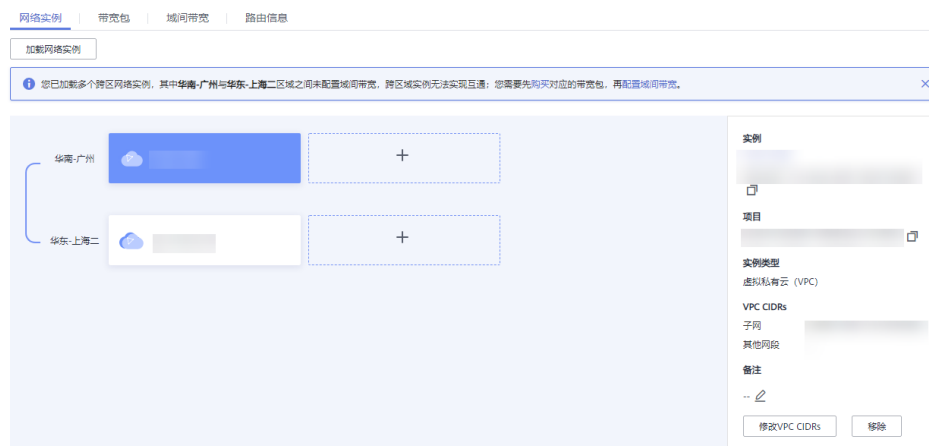 网络实例 带宽包 域间带宽 路由信息
加载网络实例
您已加载多个跨区网络实例，其中华南-广州与华东-上海二区域之间未配置域间带宽，跨区域实例无法实现互通；您需要先购买对应的带宽包，再配置域间带宽。
华南-广州
华东-上海二
实例
项目
实例类型
虚拟私有云（VPC）
VPC CIDRs
子网
其他网段
备注
--
修改VPC CIDRs 移除